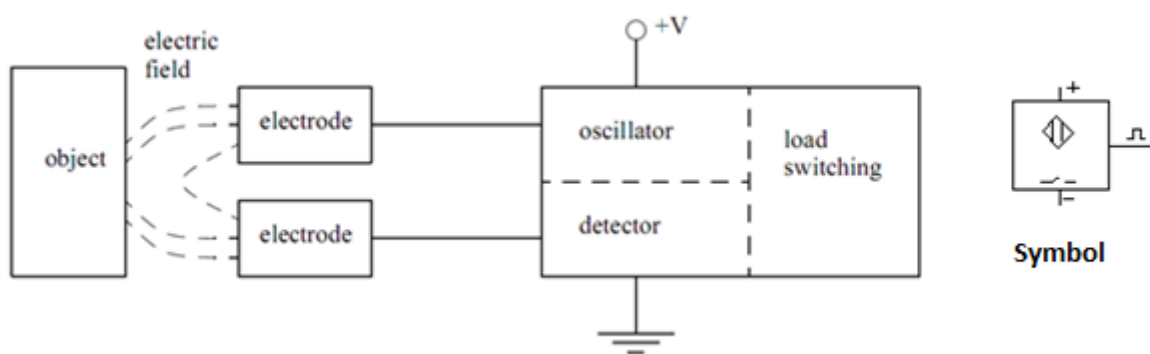 electric
field
object
electrode
electrode
+V
oscillator
detector
load
switching
+
-
Symbol